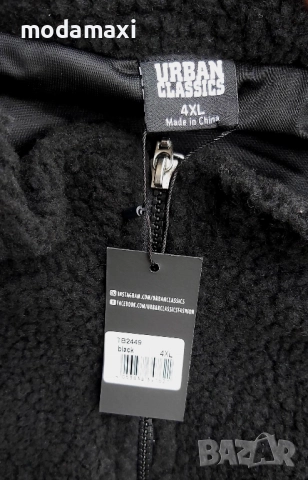 modamaxi
URBAN
CLASSICS
4XL
Made in China
INSTAGRAM.COM/URBANCLASSICS
FACEBOOK.COM/URBANCLASSICSFASHION
TB2449
black 4XL
BAZAR